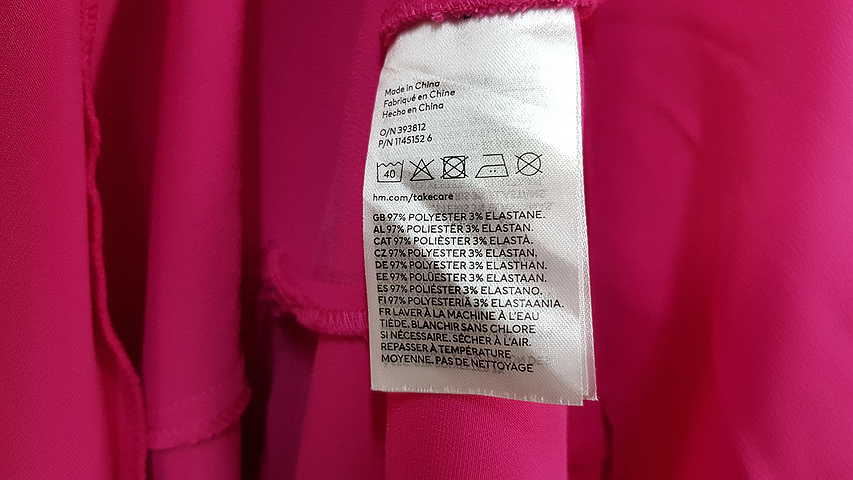 Made in China
Fabriqué en Chine
Hecho en China
O/N 393812
P/N 1145152 6
40
hm.com/takecare
GB 97% POLYESTER 3% ELASTANE.
AL 97% POLIESTËR 3% ELASTAN.
CAT 97% POLIÈSTER 3% ELASTÀ.
CZ 97% POLYESTER 3% ELASTAN.
DE 97% POLYESTER 3% ELASTHAN.
EE 97% POLÜESTER 3% ELASTAAN.
ES 97% POLIÉSTER 3% ELASTANO.
FI 97% POLYESTERIÄ 3% ELASTAANIA.
FR LAVER À LA MACHINE À L'EAU
TIÈDE. BLANCHIR SANS CHLORE
SI NÉCESSAIRE. SÉCHER À L'AIR.
REPASSER À TEMPÉRATURE
MOYENNE. PAS DE NETTOYAGE